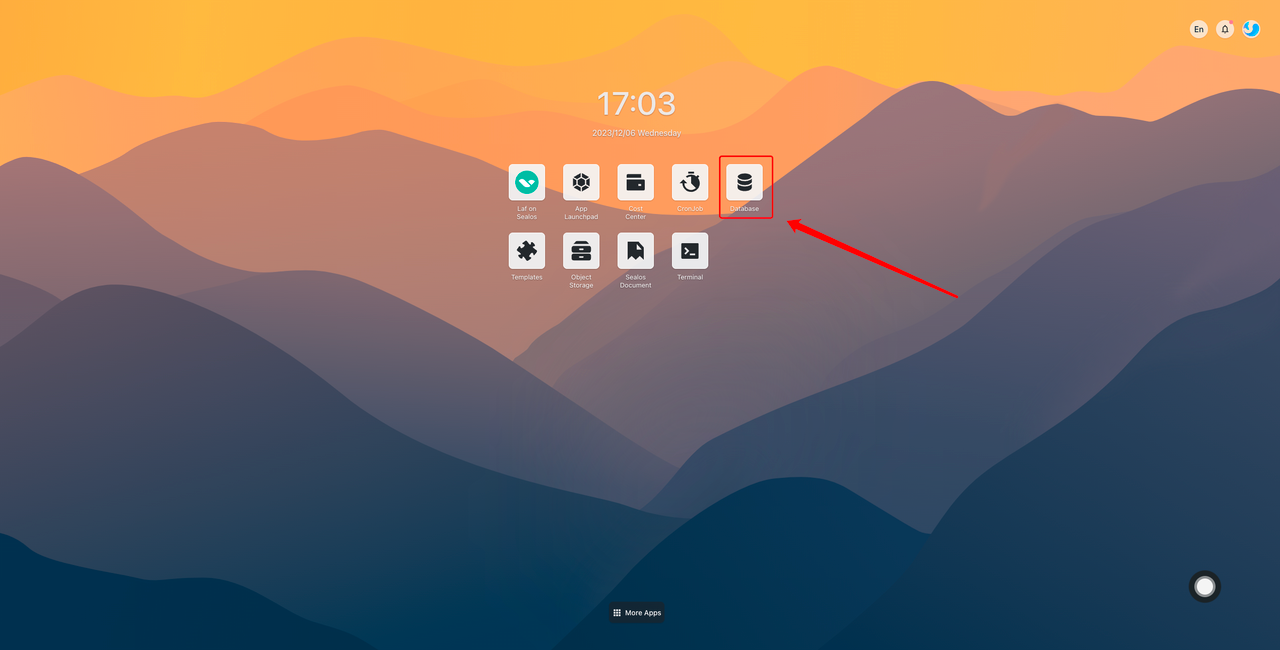 En
17:03
2023/12/06 Wednesday
Laf on
Sealos
App
Launchpad
Cost
Center
CronJob
Database
Templates
Object
Storage
Sealos
Document
Terminal
More Apps